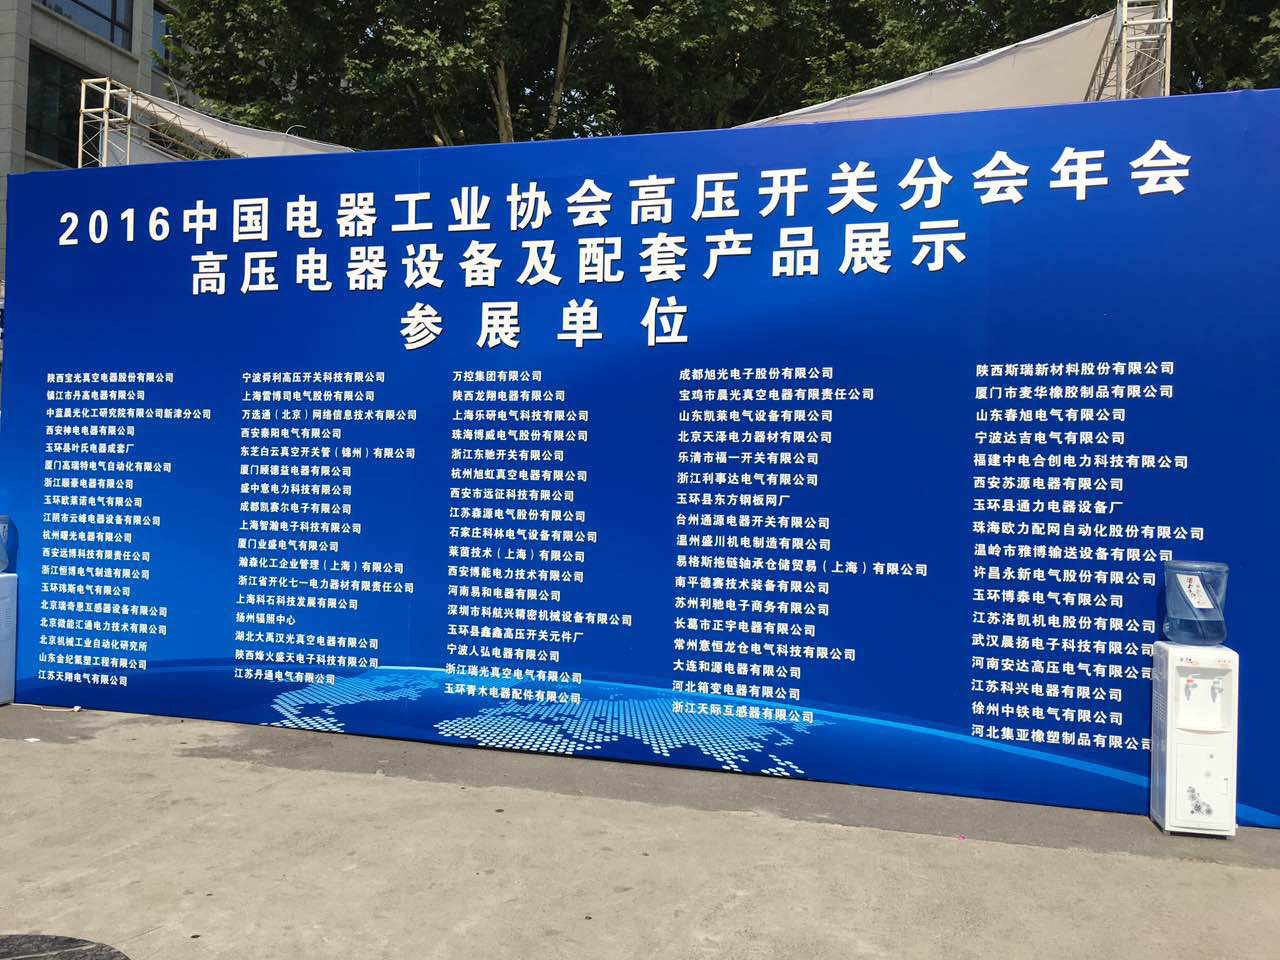 2016中国电器工业协会高压开关分会年会
高压电器设备及配套产品展示
参展单位
陕西宝光真空电器股份有限公司
镇江市丹高电器有限公司
中蓝晨光化工研究院有限公司新津分公司
西安神电电器有限公司
玉环县叶氏电器成套厂
厦门高瑞特电气自动化有限公司
浙江顺豪电器有限公司
玉环欧莱诺电气有限公司
江阴市云峰电器设备有限公司
杭州曙光电器有限公司
西安远博科技有限责任公司
浙江恒博电气制造有限公司
玉环玮斯电气有限公司
北京瑞奇恩互感器设备有限公司
北京微能汇通电力技术有限公司
北京机械工业自动化研究所
山东金纪氟塑工程有限公司
江苏天翔电气有限公司
宁波舜利高压开关科技有限公司
上海雷博司电气股份有限公司
万选通（北京）网络信息技术有限公司
西安秦阳电气有限公司
东芝白云真空开关管（锦州）有限公司
厦门顾德益电器有限公司
盛中意电力科技有限公司
成都凯赛尔电子有限公司
上海智瀚电子科技有限公司
厦门业盛电气有限公司
瀚森化工企业管理（上海）有限公司
浙江省开化七一电力器材有限责任公司
上海科石科技发展有限公司
扬州辐照中心
湖北大禹汉光真空电器有限公司
陕西烽火盛天电子科技有限公司
江苏丹通电气有限公司
万控集团有限公司
陕西龙翔电器有限公司
上海乐研电气科技有限公司
珠海博威电气股份有限公司
浙江东驰开关有限公司
杭州旭虹真空电器有限公司
西安市远征科技有限公司
江苏森源电气股份有限公司
石家庄科林电气设备有限公司
莱茵技术（上海）有限公司
西安博能电力技术有限公司
河南易和电器有限公司
深圳市科航兴精密机械设备有限公司
玉环县鑫鑫高压开关元件厂
宁波人弘电器有限公司
浙江瑞光真空电气有限公司
玉环青木电器配件有限公司
成都旭光电子股份有限公司
宝鸡市晨光真空电器有限责任公司
山东凯莱电气设备有限公司
北京天泽电力器材有限公司
乐清市福一开关有限公司
浙江利事达电气有限公司
玉环县东方钢板网厂
台州通源电器开关有限公司
温州盛川机电制造有限公司
易格斯拖链轴承仓储贸易（上海）有限公司
南平德赛技术装备有限公司
苏州利驰电子商务有限公司
长葛市正宇电器有限公司
常州意恒龙仓电气科技有限公司
大连和源电器有限公司
河北箱变电器有限公司
浙江天际互感器有限公司
陕西斯瑞新材料股份有限公司
厦门市麦华橡胶制品有限公司
山东春旭电气有限公司
宁波达吉电气有限公司
福建中电合创电力科技有限公司
西安苏源电器有限公司
玉环县通力电器设备厂
珠海欧力配网自动化股份有限公司
温岭市雅博输送设备有限公司
许昌永新电气股份有限公司
玉环博泰电气有限公司
江苏洛凯机电股份有限公司
武汉晨扬电子科技有限公
河南安达高压电气有限公
江苏科兴电器有限公司
徐州中铁电气有限公司
河北集亚橡塑制品有限公司